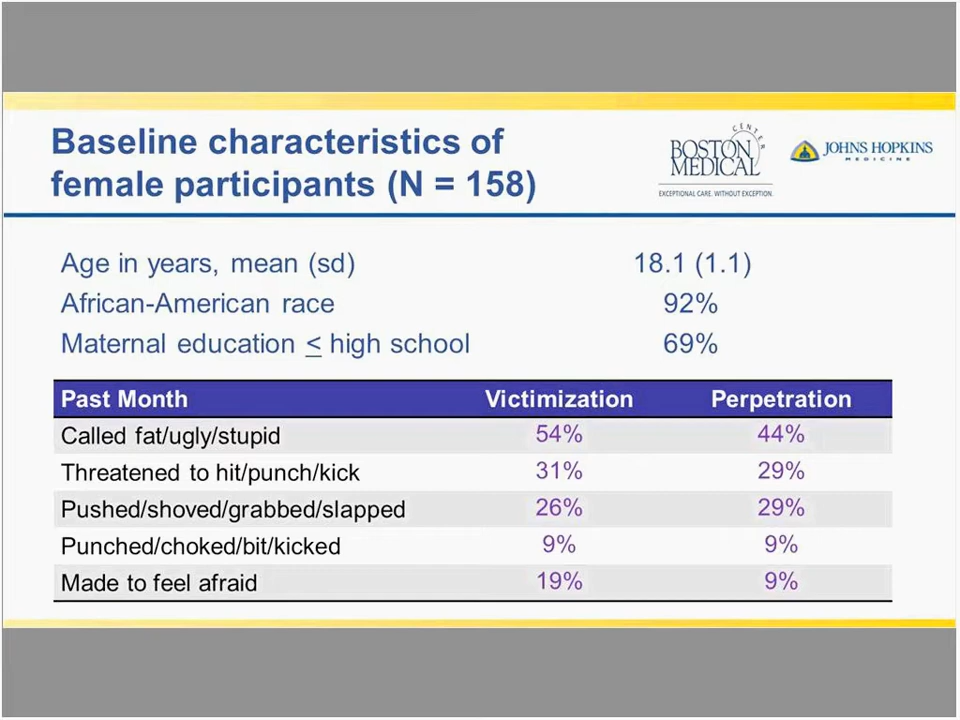 Baseline characteristics of
female participants (N = 158)
BOSTON
MEDICAL
CENTER
EXCEPTIONAL CARE. WITHOUT EXCEPTION.
JOHNS HOPKINS
MEDICINE
Age in years, mean (sd) 18.1 (1.1)
African-American race 92%
Maternal education ≤ high school 69%
Past Month Victimization Perpetration
Called fat/ugly/stupid 54% 44%
Threatened to hit/punch/kick 31% 29%
Pushed/shoved/grabbed/slapped 26% 29%
Punched/choked/bit/kicked 9% 9%
Made to feel afraid 19% 9%